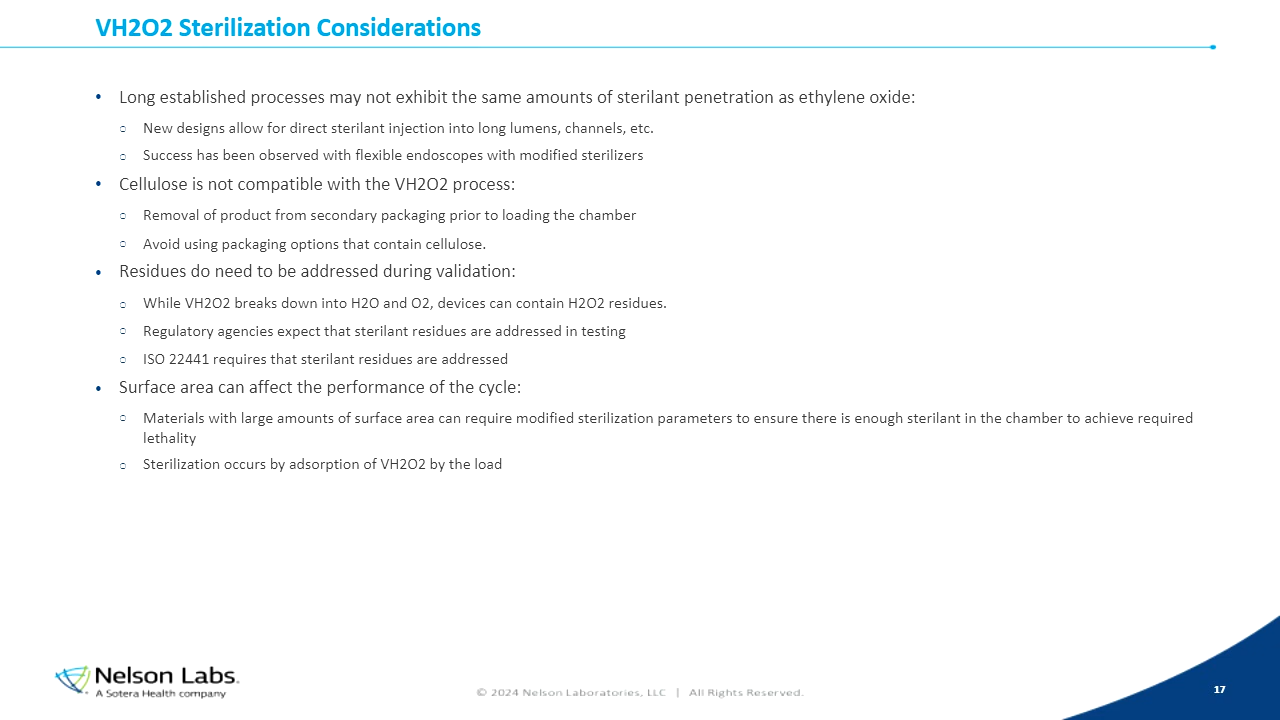 VH2O2 Sterilization Considerations
• Long established processes may not exhibit the same amounts of sterilant penetration as ethylene oxide:
○ New designs allow for direct sterilant injection into long lumens, channels, etc.
○ Success has been observed with flexible endoscopes with modified sterilizers
• Cellulose is not compatible with the VH2O2 process:
○ Removal of product from secondary packaging prior to loading the chamber
○ Avoid using packaging options that contain cellulose.
• Residues do need to be addressed during validation:
○ While VH2O2 breaks down into H2O and O2, devices can contain H2O2 residues.
○ Regulatory agencies expect that sterilant residues are addressed in testing
○ ISO 22441 requires that sterilant residues are addressed
• Surface area can affect the performance of the cycle:
○ Materials with large amounts of surface area can require modified sterilization parameters to ensure there is enough sterilant in the chamber to achieve required
lethality
○ Sterilization occurs by adsorption of VH2O2 by the load
Nelson Labs.
A Sotera Health company
© 2024 Nelson Laboratories, LLC | All Rights Reserved.
17